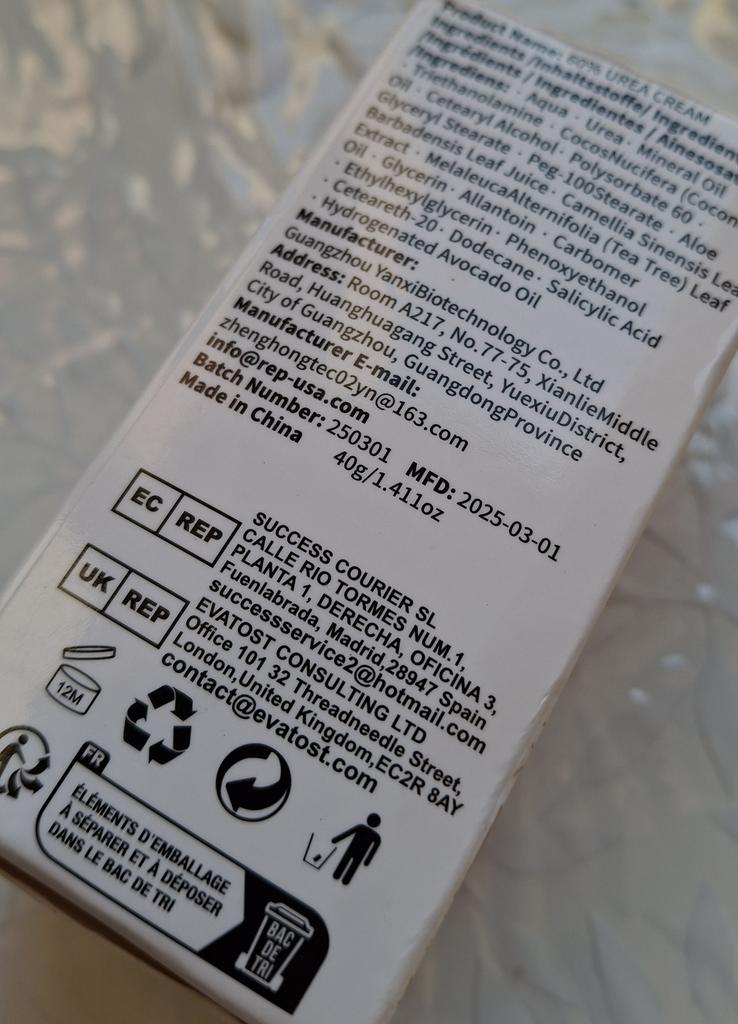 Product Name: 60% UREA CREAM
Ingredients /Inhaltsstoffe/ Ingredien
/Ingrédients / Ingredientes / Ainesosa
/Ingrediens: Aqua · Urea · Mineral Oil
· Triethanolamine · CocosNucifera (Cocon
Oil · Cetearyl Alcohol · Polysorbate 60 ·
Glyceryl Stearate · Peg-100Stearate · Aloe
Barbadensis Leaf Juice · Camellia Sinensis Lea
Extract · MelaleucaAlternifolia (Tea Tree) Leaf
Oil · Glycerin · Allantoin · Carbomer
· Ethylhexylglycerin · Phenoxyethanol
· Ceteareth-20 · Dodecane · Salicylic Acid
· Hydrogenated Avocado Oil
Manufacturer:
Guangzhou YanxiBiotechnology Co., Ltd
Address: Room A217, No.77-75, XianlieMiddle
Road, Huanghuagang Street, YuexiuDistrict,
City of Guangzhou, GuangdongProvince
Manufacturer E-mail:
zhenghongtec02yn@163.com
info@rep-usa.com
Batch Number: 250301 MFD: 2025-03-01
Made in China 40g/1.411oz
EC REP
SUCCESS COURIER SL
CALLE RIO TORMES NUM.1,
PLANTA 1, DERECHA, OFICINA 3,
Fuenlabrada, Madrid,28947 Spain
successservice2@hotmail.com
UK REP
EVATOST CONSULTING LTD
Office 101 32 Threadneedle Street,
London,United Kingdom,EC2R 8AY
contact@evatost.com
12M
FR
ÉLÉMENTS D'EMBALLAGE
À SÉPARER ET À DÉPOSER
DANS LE BAC DE TRI
BAC
DE
TRI